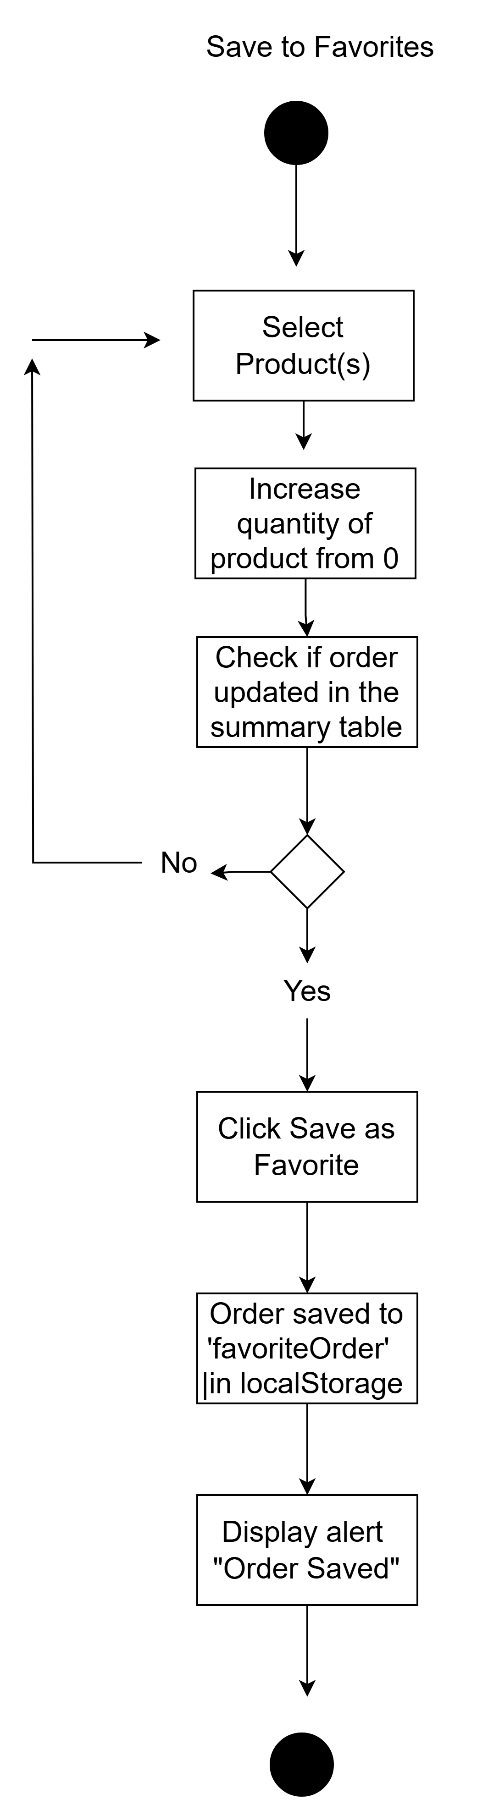 Save to Favorites
Select
Product(s)
Increase
quantity of
product from 0
Check if order
updated in the
summary table
No
Yes
Click Save as
Favorite
Order saved to
'favoriteOrder'
|in localStorage
Display alert
"Order Saved"